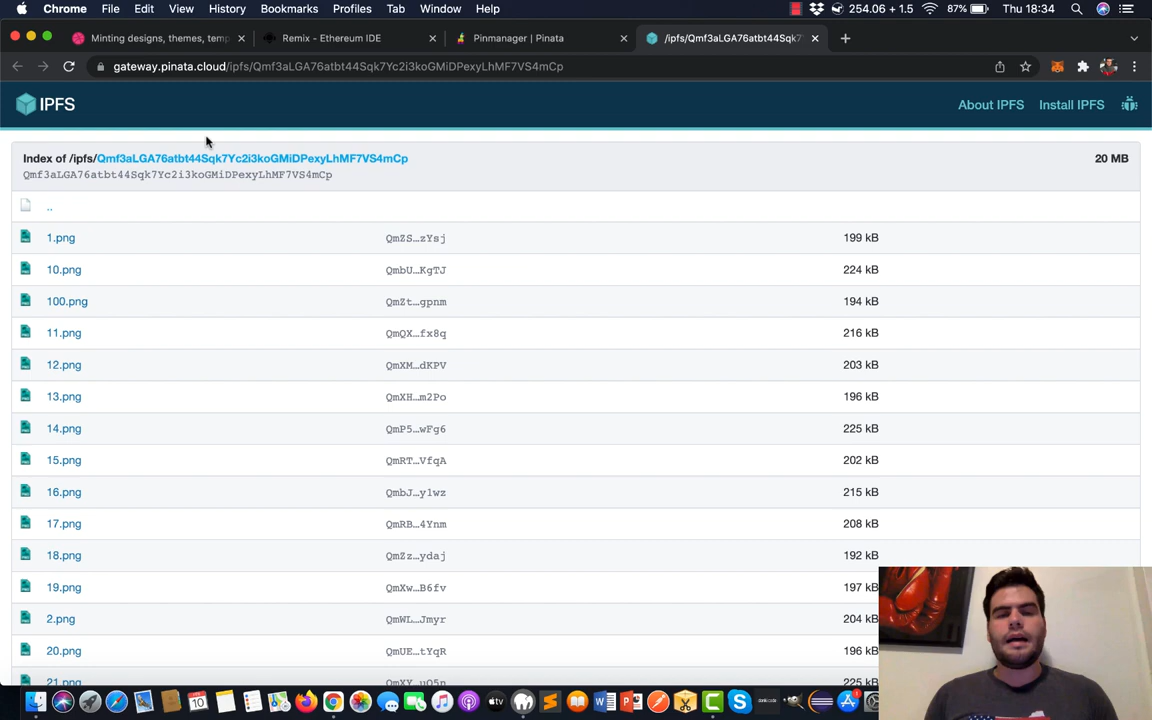 Chrome File Edit View History Bookmarks Profiles Tab Window Help 254.06 + 1.5 87% Thu 18:34
Minting designs, themes, temp Remix - Ethereum IDE Pinmanager | Pinata /ipfs/Qmf3aLGA76atbt44Sqk7
gateway.pinata.cloud/ipfs/Qmf3aLGA76atbt44Sqk7Yc2i3koGMiDPexyLhMF7VS4mCp
IPFS About IPFS Install IPFS
Index of /ipfs/Qmf3aLGA76atbt44Sqk7Yc2i3koGMiDPexyLhMF7VS4mCp 20 MB
Qmf3aLGA76atbt44Sqk7Yc2i3koGMiDPexyLhMF7VS4mCp
..
1.png QmZS…zYsj 199 kB
10.png QmbU…KgTJ 224 kB
100.png QmZt…gpnm 194 kB
11.png QmQX…fx8q 216 kB
12.png QmXM…dKPV 203 kB
13.png QmXH…m2Po 196 kB
14.png QmP5…wFg6 225 kB
15.png QmRT…VfqA 202 kB
16.png QmbJ…y1wz 215 kB
17.png QmRB…4Ynm 208 kB
18.png QmZz…ydaj 192 kB
19.png QmXw…B6fv 197 kB
2.png QmWL…Jmyr 204 kB
20.png QmUE…tYqR 196 kB
21.png QmXY…uQ5n 225 kB